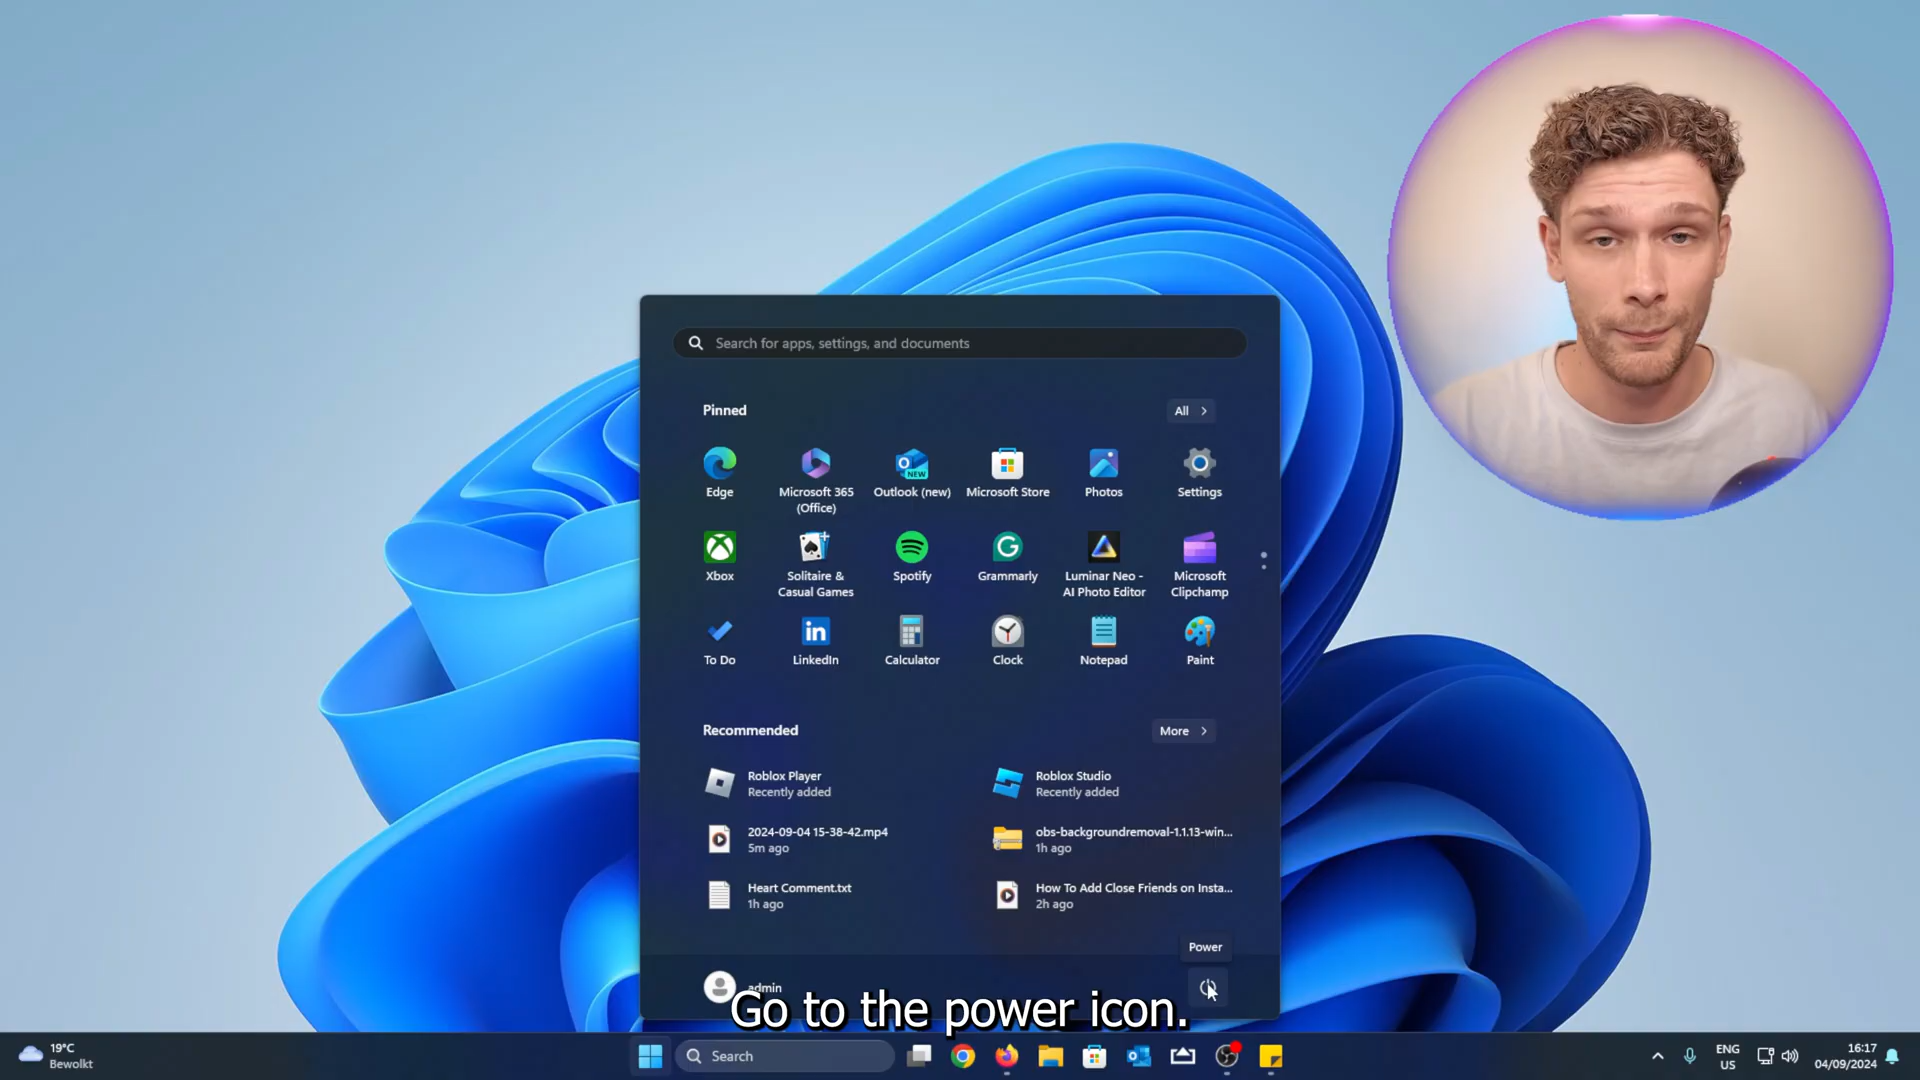 Search for apps, settings, and documents
Pinned
All
Edge
Microsoft 365
(Office)
Outlook (new)
Microsoft Store
Photos
Settings
Xbox
Solitaire &
Casual Games
Spotify
Grammarly
Luminar Neo -
AI Photo Editor
Microsoft
Clipchamp
To Do
LinkedIn
Calculator
Clock
Notepad
Paint
Recommended
More
Roblox Player
Recently added
Roblox Studio
Recently added
2024-09-04 15-38-42.mp4
5m ago
obs-backgroundremoval-1.1.13-win...
1h ago
Heart Comment.txt
1h ago
How To Add Close Friends on Insta...
2h ago
Power
admin
Go to the power icon.
19°C
Bewolkt
Search
ENG
US
16:17
04/09/2024